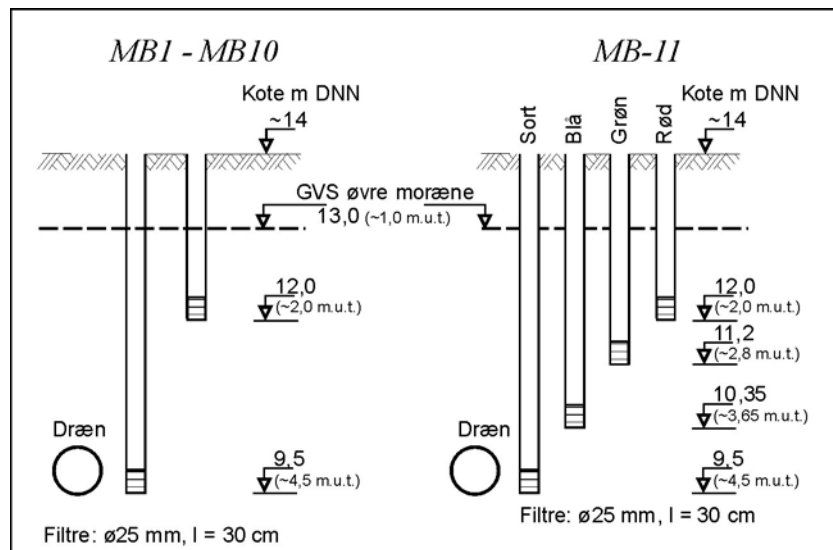 MB1 - MB10
Kote m DNN
~14
GVS øvre moræne
13,0 (~1,0 m.u.t.)
12,0
(~2,0 m.u.t.)
Dræn
9,5
(~4,5 m.u.t.)
Filtre: ø25 mm, l = 30 cm
MB-11
Sort
Blå
Grøn
Rød
Kote m DNN
~14
12,0
(~2,0 m.u.t.)
11,2
(~2,8 m.u.t.)
10,35
(~3,65 m.u.t.)
Dræn
9,5
(~4,5 m.u.t.)
Filtre: ø25 mm, l = 30 cm